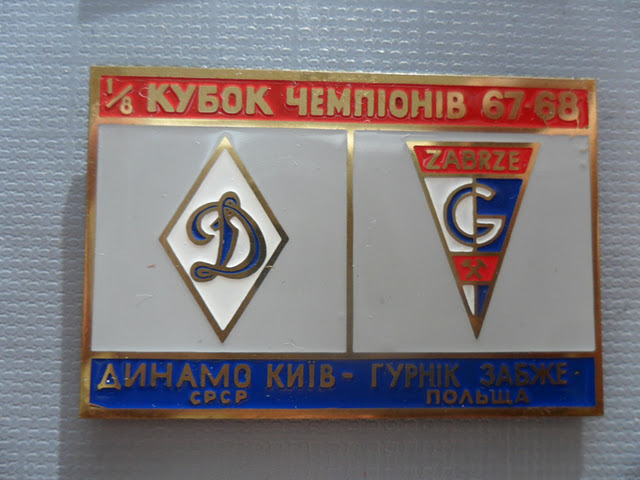 1/8 КУБОК ЧЕМПІОНІВ 67-68
Д
ZABRZE
G
ДИНАМО КИЇВ - ГУРНІК ЗАБЖЕ
СРСР ПОЛЬЩА